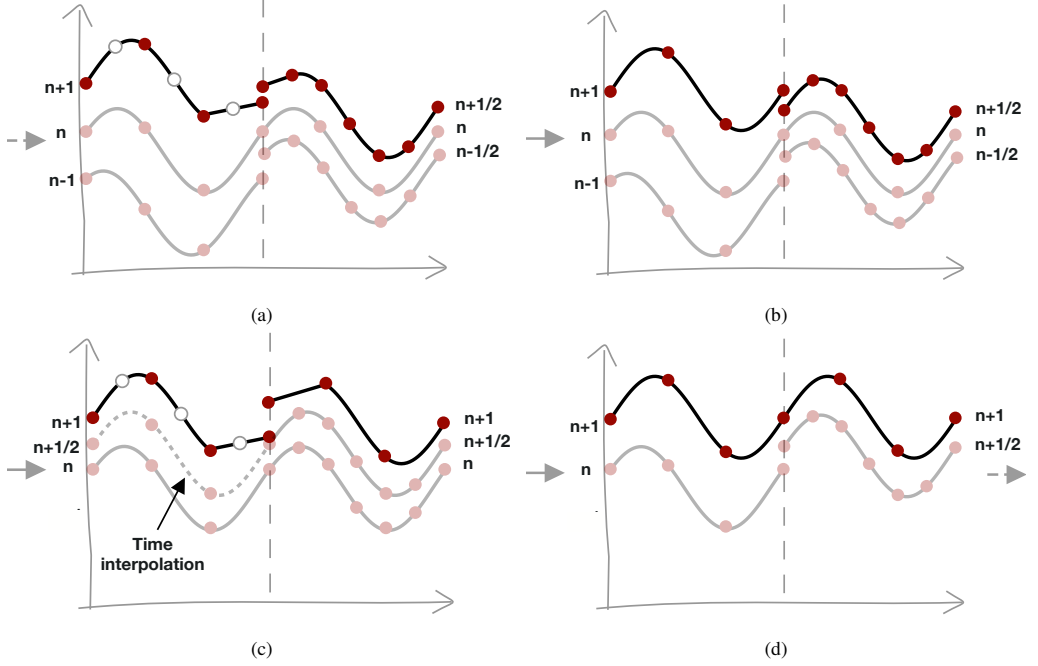 n+1
n
n-1
n+1/2
n
n-1/2
(a)
n+1
n
n-1
n+1/2
n
n-1/2
(b)
n+1
n+1/2
n
Time
interpolation
n+1
n+1/2
n
(c)
n+1
n
n+1
n+1/2
(d)